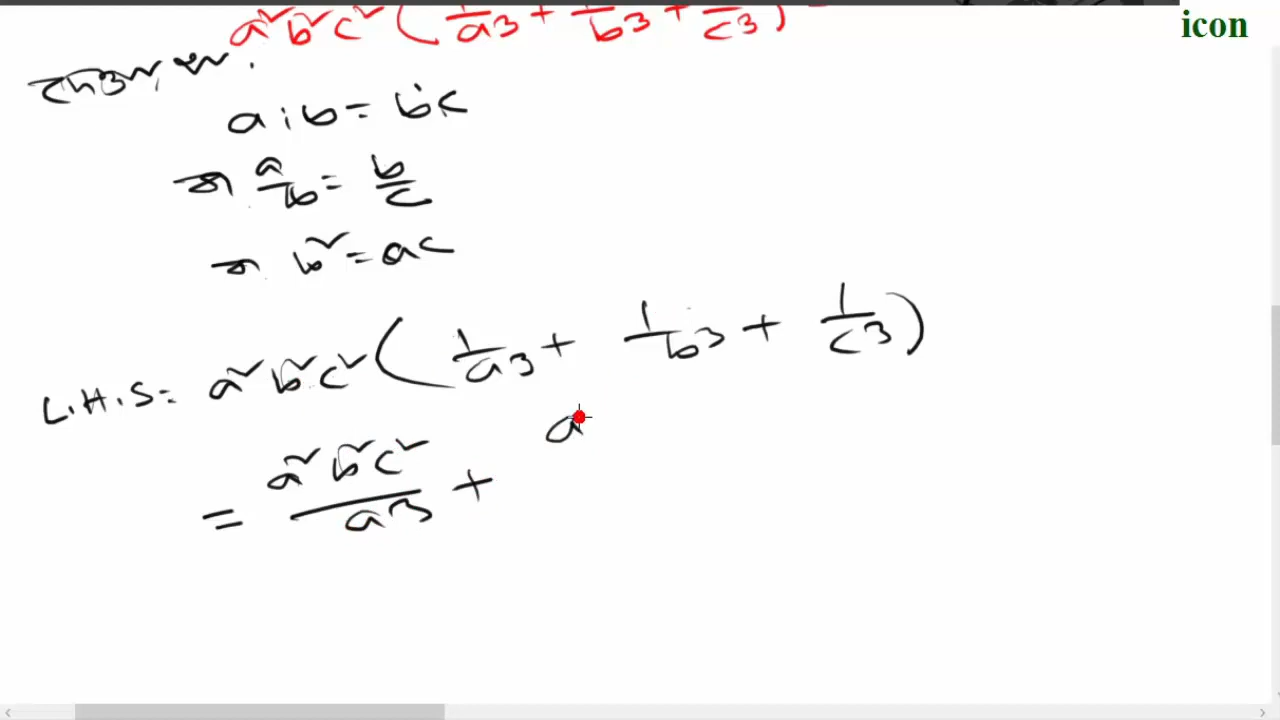 icon
a²b²c²(1/a3 + 1/b3 + 1/c3)
দেওয়া আছে,
a : b = b : c
বা a/b = b/c
বা b² = ac
L.H.S = a²b²c²(1/a3 + 1/b3 + 1/c3)
= a²b²c²/a3 + a